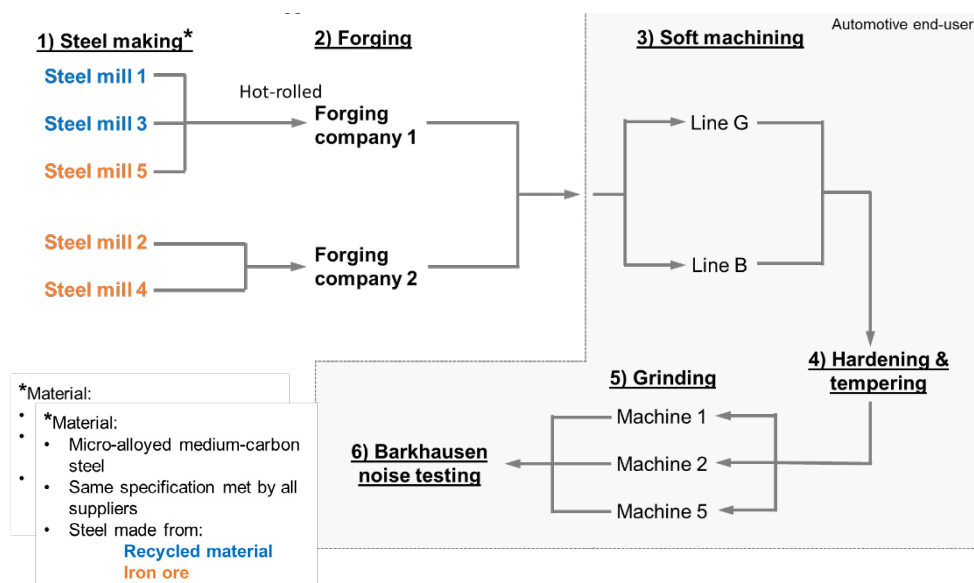 Automotive end-user
1) Steel making*
2) Forging
3) Soft machining
Steel mill 1
Steel mill 3
Steel mill 5
Steel mill 2
Steel mill 4
Hot-rolled
Forging
company 1
Forging
company 2
Line G
Line B
4) Hardening &
tempering
5) Grinding
Machine 1
Machine 2
Machine 5
6) Barkhausen
noise testing
*Material:
•
•
•
*Material:
• Micro-alloyed medium-carbon
steel
• Same specification met by all
suppliers
• Steel made from:
Recycled material
Iron ore